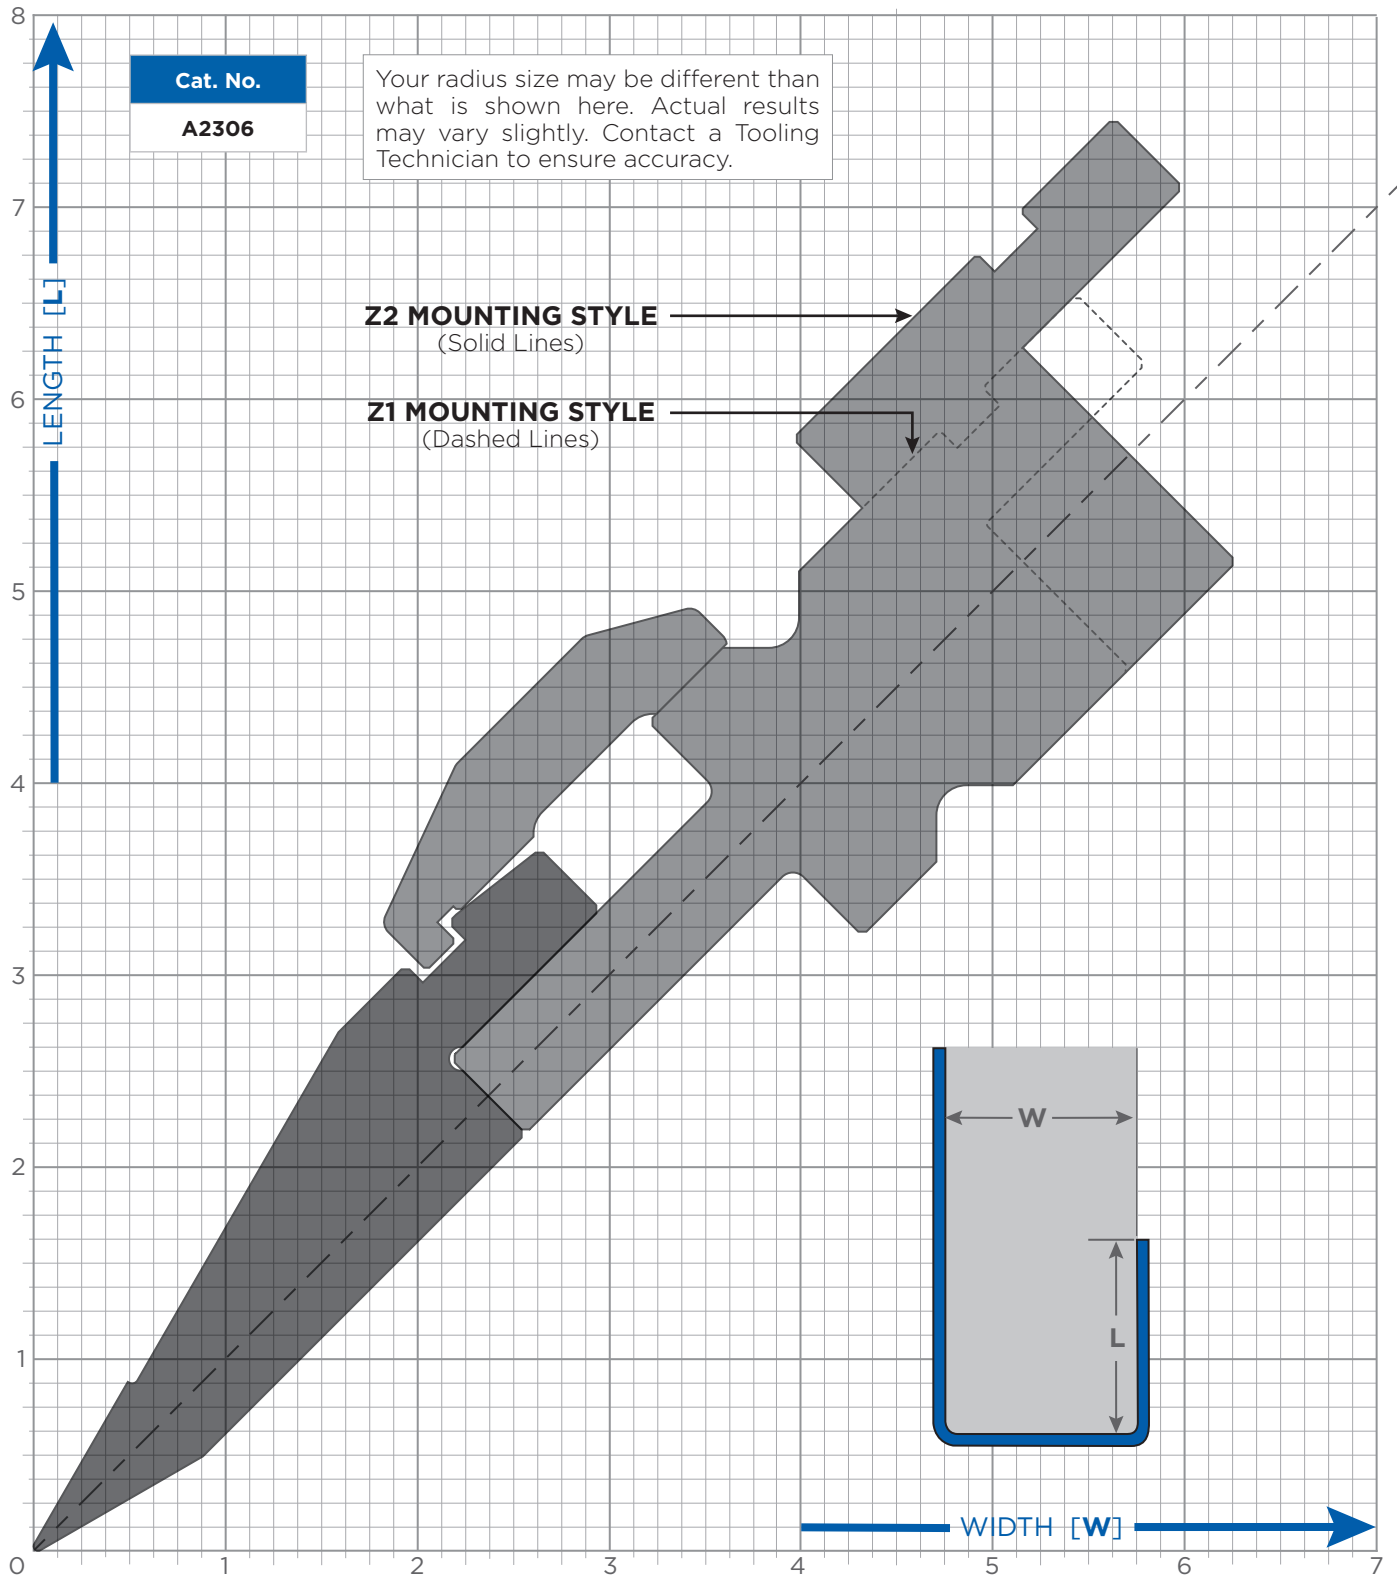 8
Cat. No.
A2306
Your radius size may be different than
what is shown here. Actual results
may vary slightly. Contact a Tooling
Technician to ensure accuracy.
7
LENGTH [L]
Z2 MOUNTING STYLE
(Solid Lines)
6
Z1 MOUNTING STYLE
(Dashed Lines)
5
4
3
W
2
L
1
WIDTH [W]
0 1 2 3 4 5 6 7